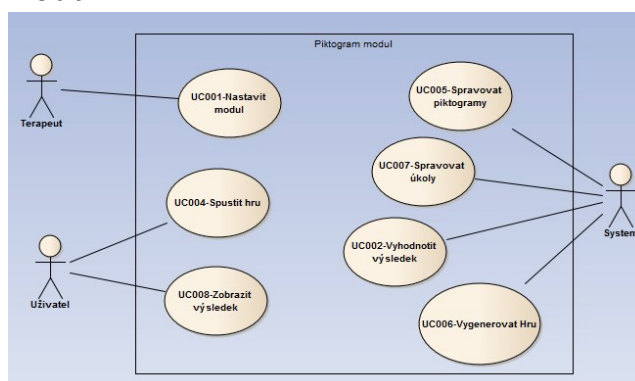 Piktogram modul
Terapeut
UC001-Nastavit
modul
UC005-Spravovat
piktogramy
UC007-Spravovat
úkoly
UC004-Spustit hru
System
UC002-Vyhodnotit
výsledek
Uživatel
UC008-Zobrazit
výsledek
UC006-Vygenerovat Hru